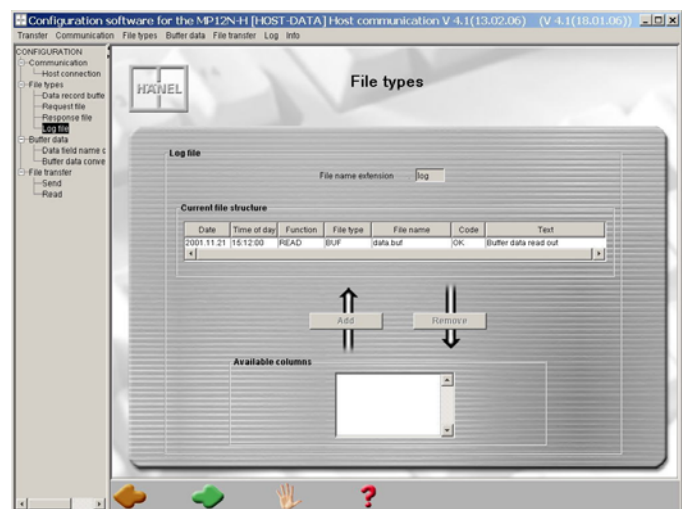 Configuration software for the MP12N-H [HOST-DATA] Host communication V 4.1(13.02.06) (V 4.1(18.01.06))
Transfer Communication File types Buffer data File transfer Log Info
CONFIGURATION
Communication
Host connection
File types
Data record buffe
Request file
Response file
Log file
Buffer data
Data field name c
Buffer data conve
File transfer
Send
Read
HÄNEL
File types
Log file
File name extension log
Current file structure
Date Time of day Function File type File name Code Text
2001.11.21 15:12:00 READ BUF data.buf OK Buffer data read out
Add Remove
Available columns
?